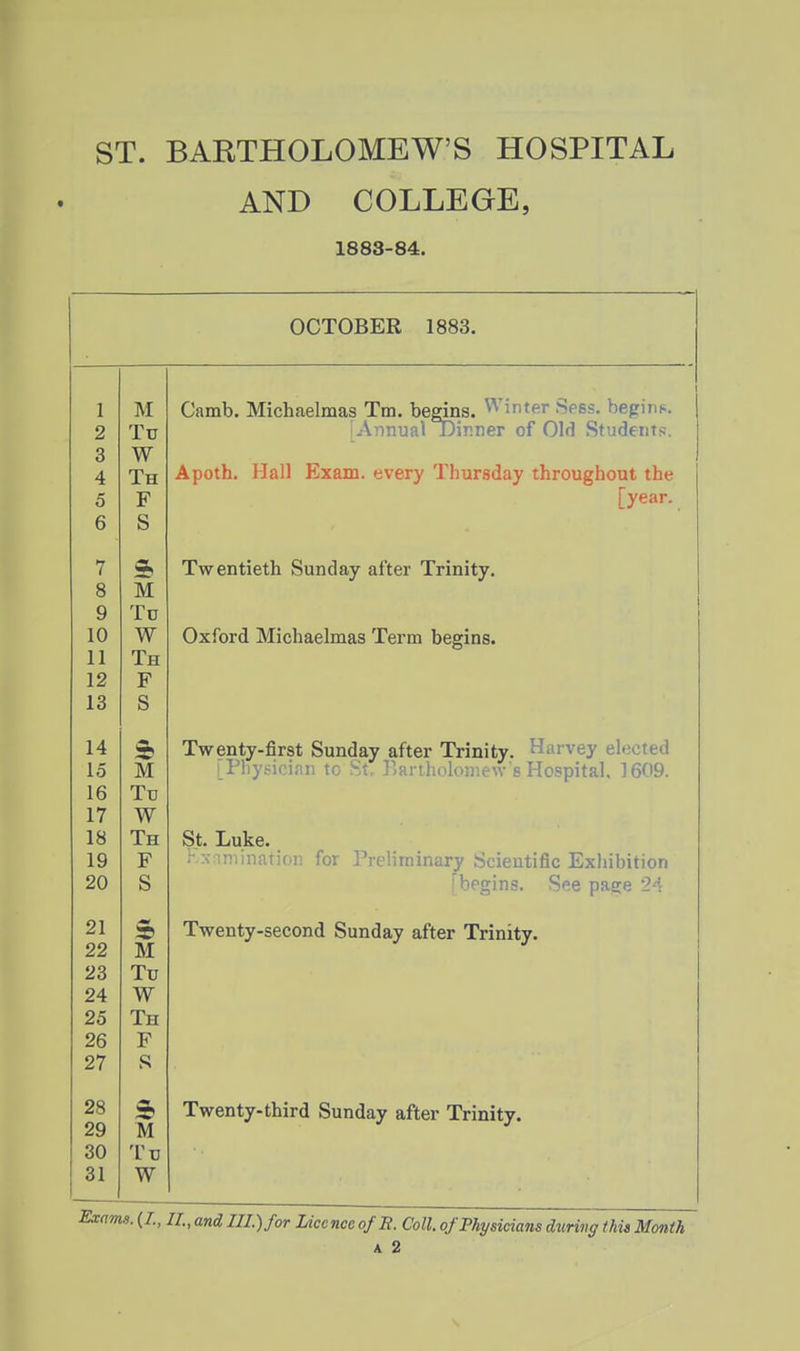 ST. BARTHOLOMEW'S HOSPITAL
AND COLLEGE,
1883-84.
OCTOBER 1883.
1 M Camb. Michaelmas Tm. begins. Winter Sess. begins.
2 Tu [Annual Dinner of Old Students.
3 W
4 Th Apoth. Hall Exam. every Thursday throughout the
5 F [year.
6 S
7 S Twentieth Sunday after Trinity.
8 M
9 Tu
10 W Oxford Michaelmas Term begins.
11 Th
12 F
13 S
14 S Twenty-first Sunday after Trinity. Harvey elected
15 M [Physician to St. Bartholomew's Hospital, 1609.
16 Tu
17 W
18 Th St. Luke.
19 F Examination for Preliminary Scientific Exhibition
20 S [begins. See page 24
21 S Twenty-second Sunday after Trinity.
22 M
23 Tu
24 W
25 Th
26 F
27 S
28 S Twenty-third Sunday after Trinity.
29 M
30 Tu
31 W
Exams. (I., II., and III.) for Licence of R. Coll. of Physicians during this Month
A 2